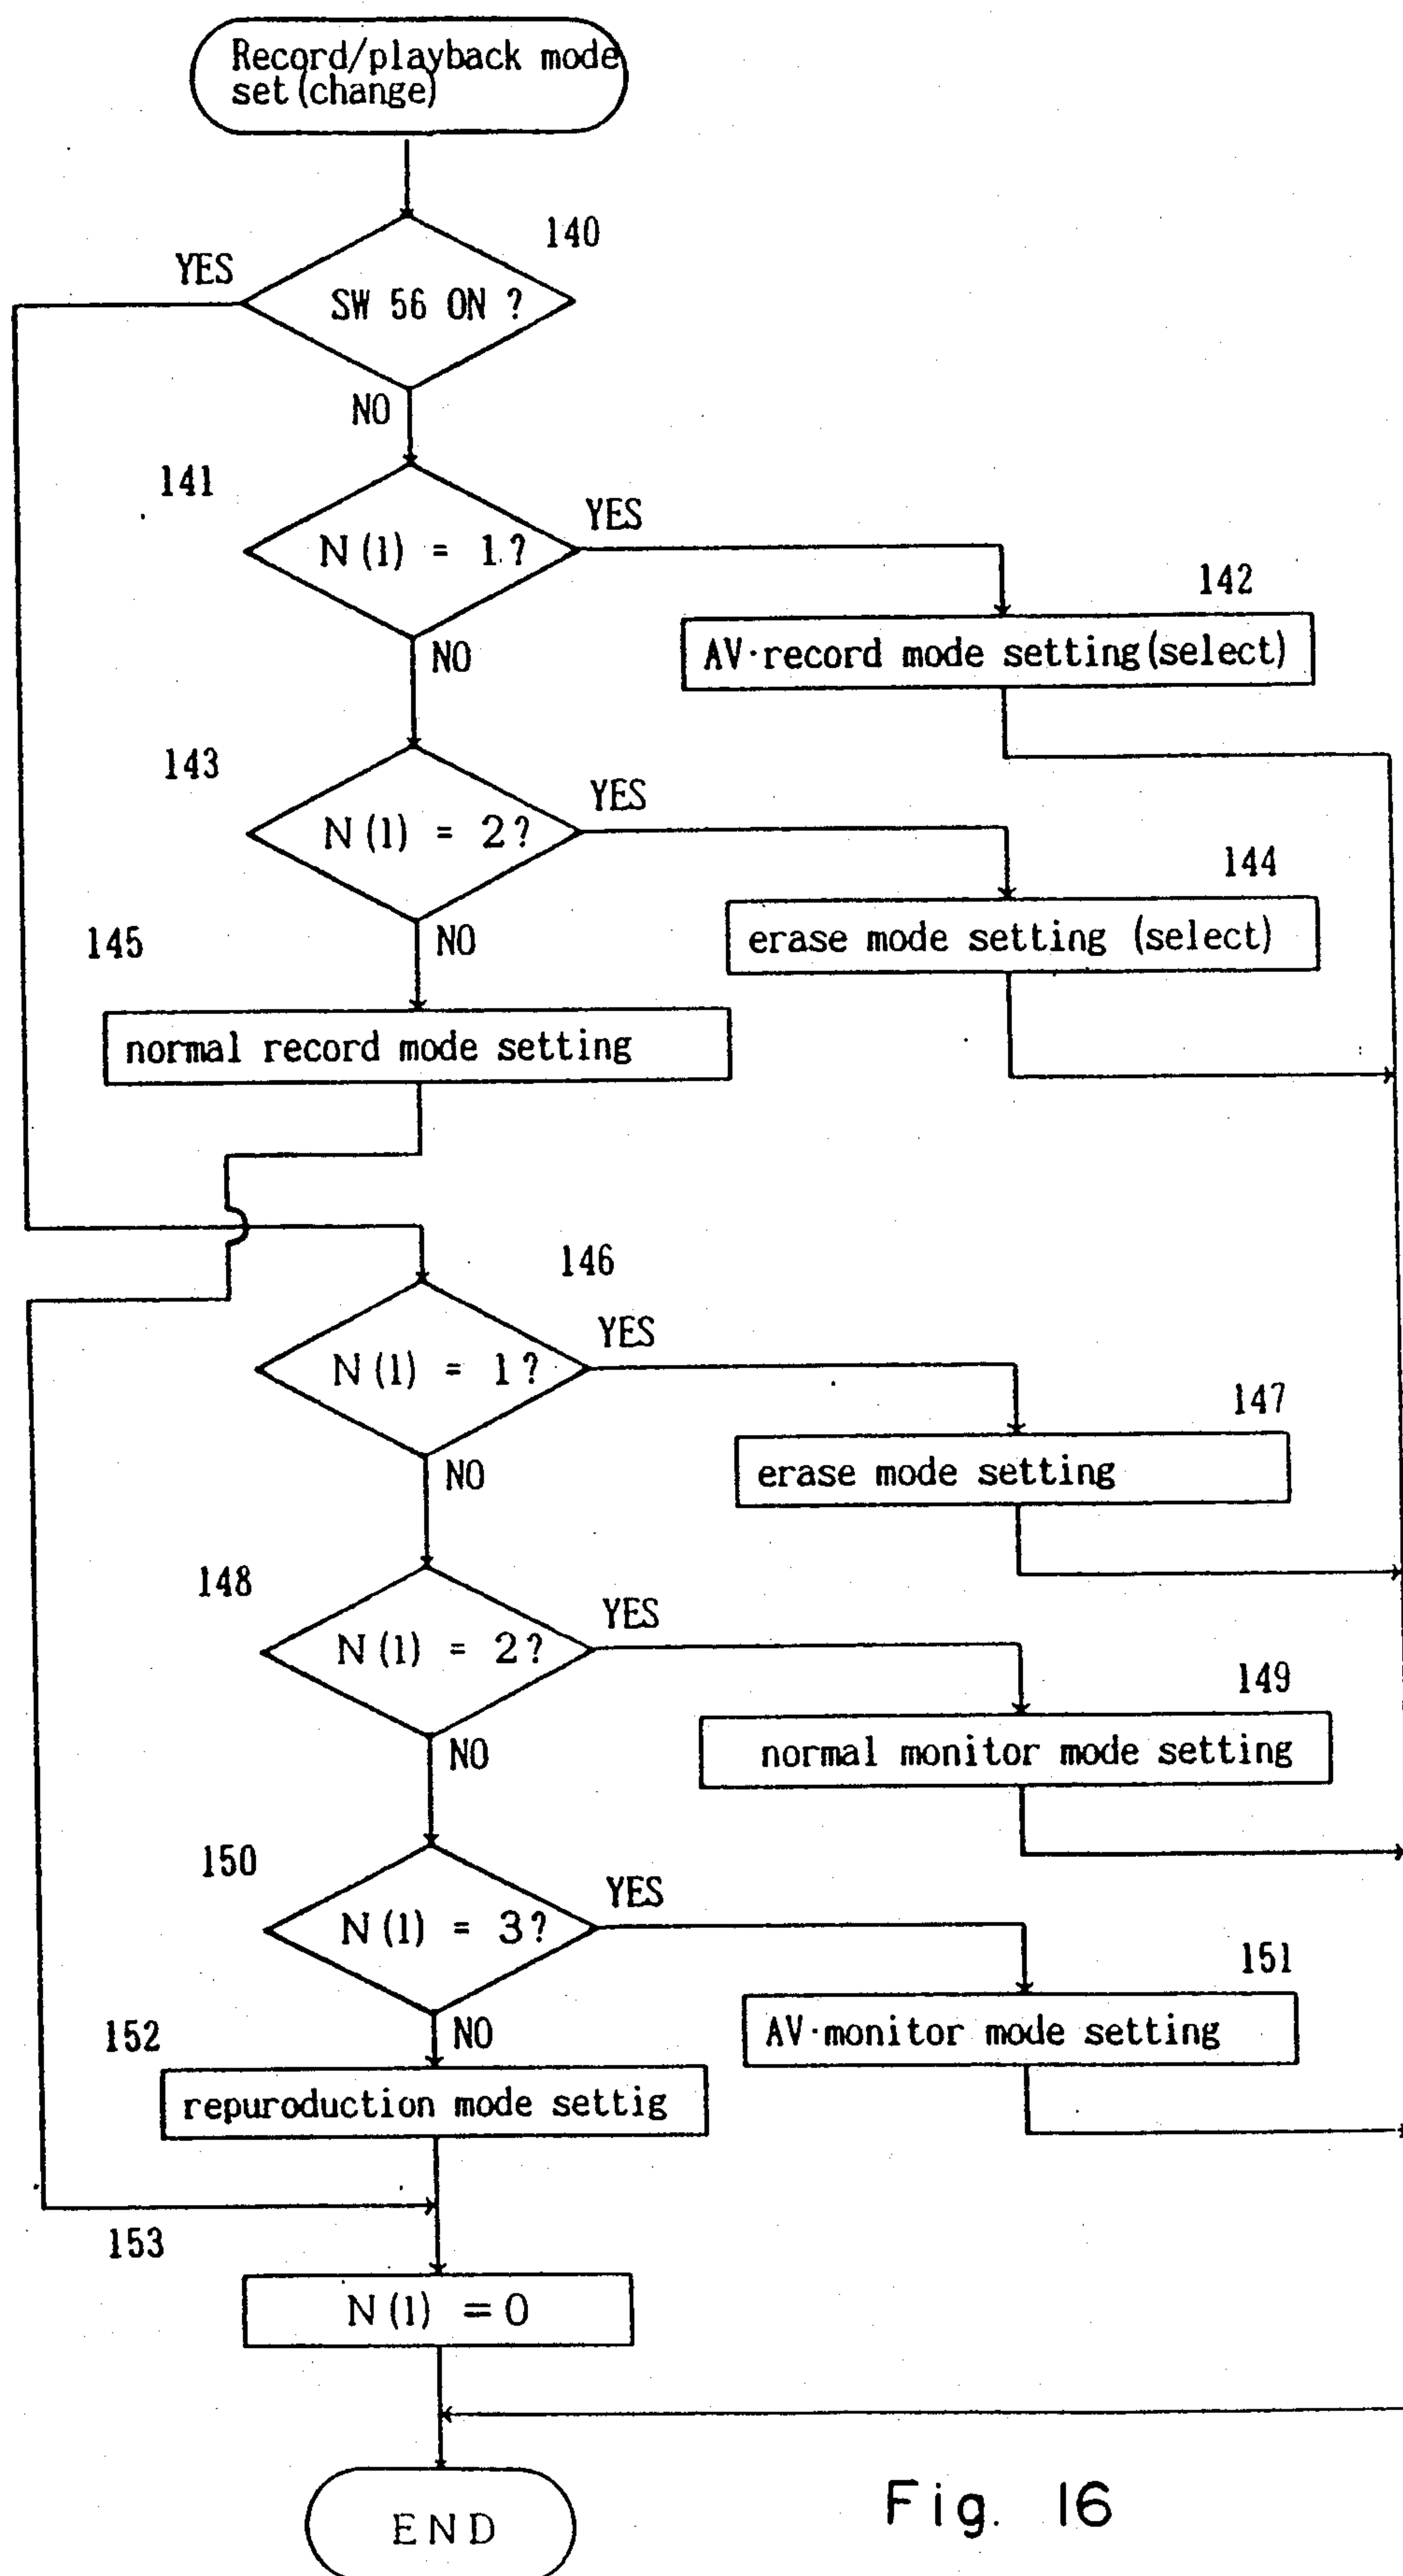 Record/playback mode
set (change)
140
YES
SW 56 ON ?
NO
141
YES
N(1) = 1?
142
AV·record mode setting(select)
NO
143
YES
N(1) = 2?
144
erase mode setting (select)
145
NO
normal record mode setting
146
YES
N(1) = 1?
147
erase mode setting
NO
148
YES
N(1) = 2?
149
normal monitor mode setting
NO
150
YES
N(1) = 3?
151
AV·monitor mode setting
152
NO
repuroduction mode settig
153
N(1) = 0
END
Fig. 16